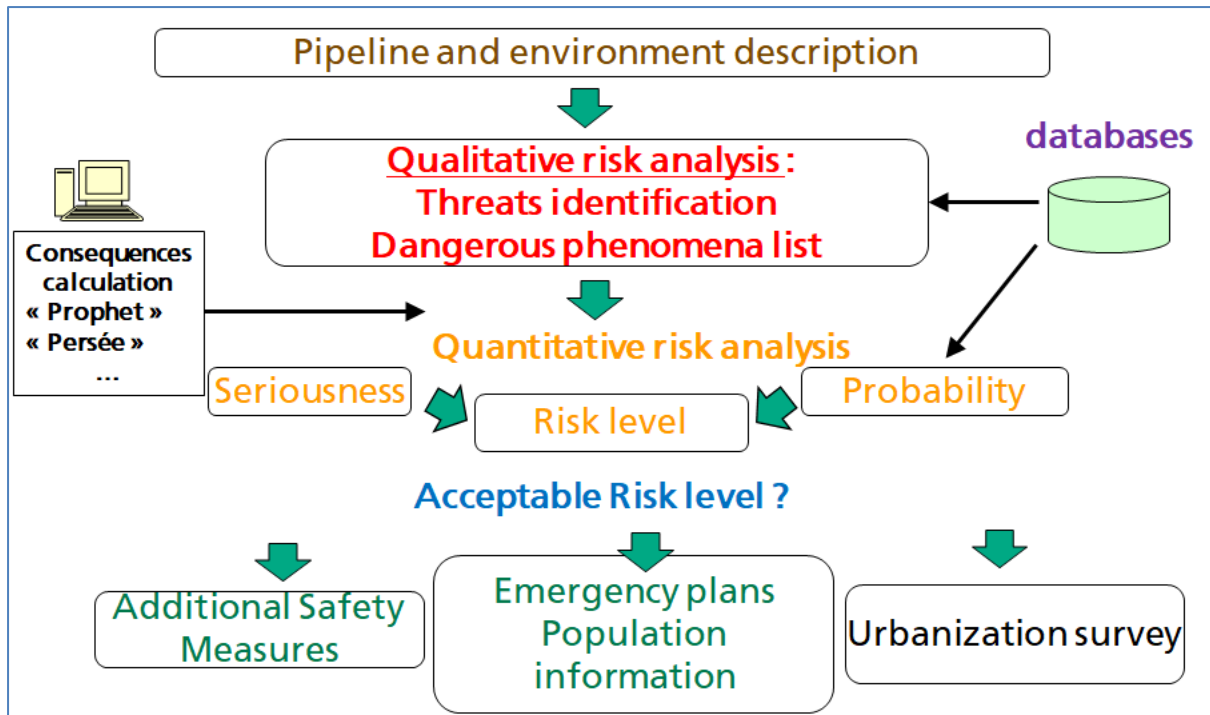 Pipeline and environment description
databases
Qualitative risk analysis :
Threats identification
Dangerous phenomena list
Consequences
calculation
« Prophet »
« Persée »
...
Quantitative risk analysis
Seriousness
Probability
Risk level
Acceptable Risk level ?
Additional Safety
Measures
Emergency plans
Population
information
Urbanization survey